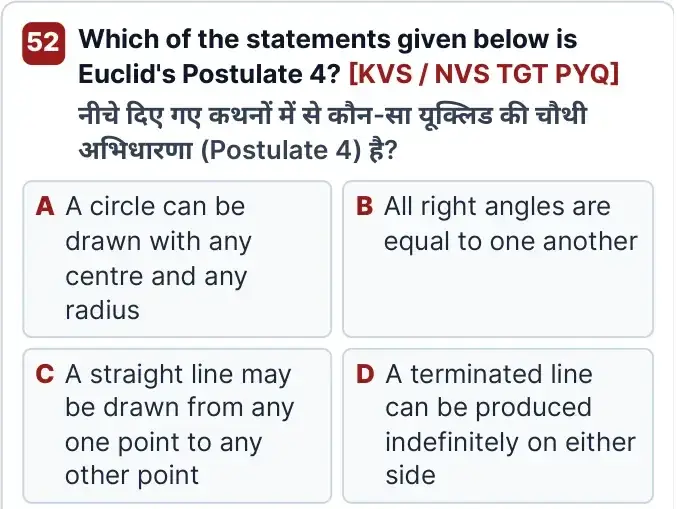 52 Which of the statements given below is
Euclid's Postulate 4? [KVS / NVS TGT PYQ]
नीचे दिए गए कथनों में से कौन-सा यूक्लिड की चौथी
अभिधारणा (Postulate 4) है?
A A circle can be
drawn with any
centre and any
radius
B All right angles are
equal to one another
C A straight line may
be drawn from any
one point to any
other point
D A terminated line
can be produced
indefinitely on either
side